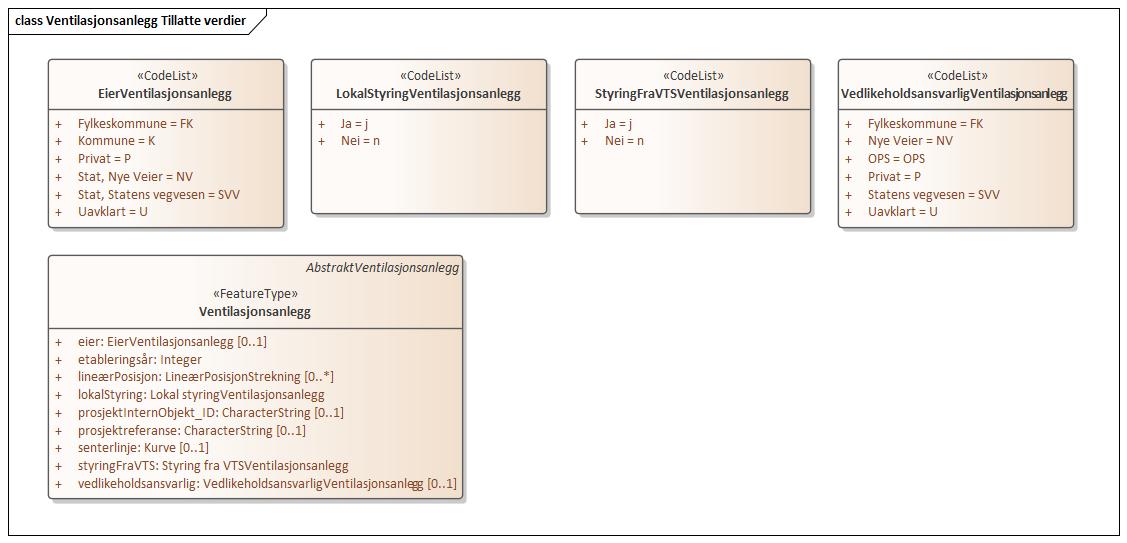 class Ventilasjonsanlegg Tillatte verdier
«CodeList»
EierVentilasjonsanlegg
+ Fylkeskommune = FK
+ Kommune = K
+ Privat = P
+ Stat, Nye Veier = NV
+ Stat, Statens vegvesen = SVV
+ Uavklart = U
«CodeList»
LokalStyringVentilasjonsanlegg
+ Ja = j
+ Nei = n
«CodeList»
StyringFraVTSVentilasjonsanlegg
+ Ja = j
+ Nei = n
«CodeList»
VedlikeholdsansvarligVentilasjonsanlegg
+ Fylkeskommune = FK
+ Nye Veier = NV
+ OPS = OPS
+ Privat = P
+ Statens vegvesen = SVV
+ Uavklart = U
AbstraktVentilasjonsanlegg
«FeatureType»
Ventilasjonsanlegg
+ eier: EierVentilasjonsanlegg [0..1]
+ etableringsår: Integer
+ lineærPosisjon: LineærPosisjonStrekning [0..*]
+ lokalStyring: Lokal styringVentilasjonsanlegg
+ prosjektInternObjekt_ID: CharacterString [0..1]
+ prosjektreferanse: CharacterString [0..1]
+ senterlinje: Kurve [0..1]
+ styringFraVTS: Styring fra VTSVentilasjonsanlegg
+ vedlikeholdsansvarlig: VedlikeholdsansvarligVentilasjonsanlegg [0..1]